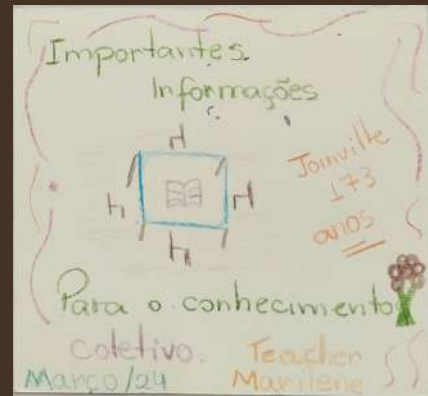 Importantes
Informações
Joinville
173
anos
Para o conhecimento
coletivo.
Teacher
Março/24
Marilene